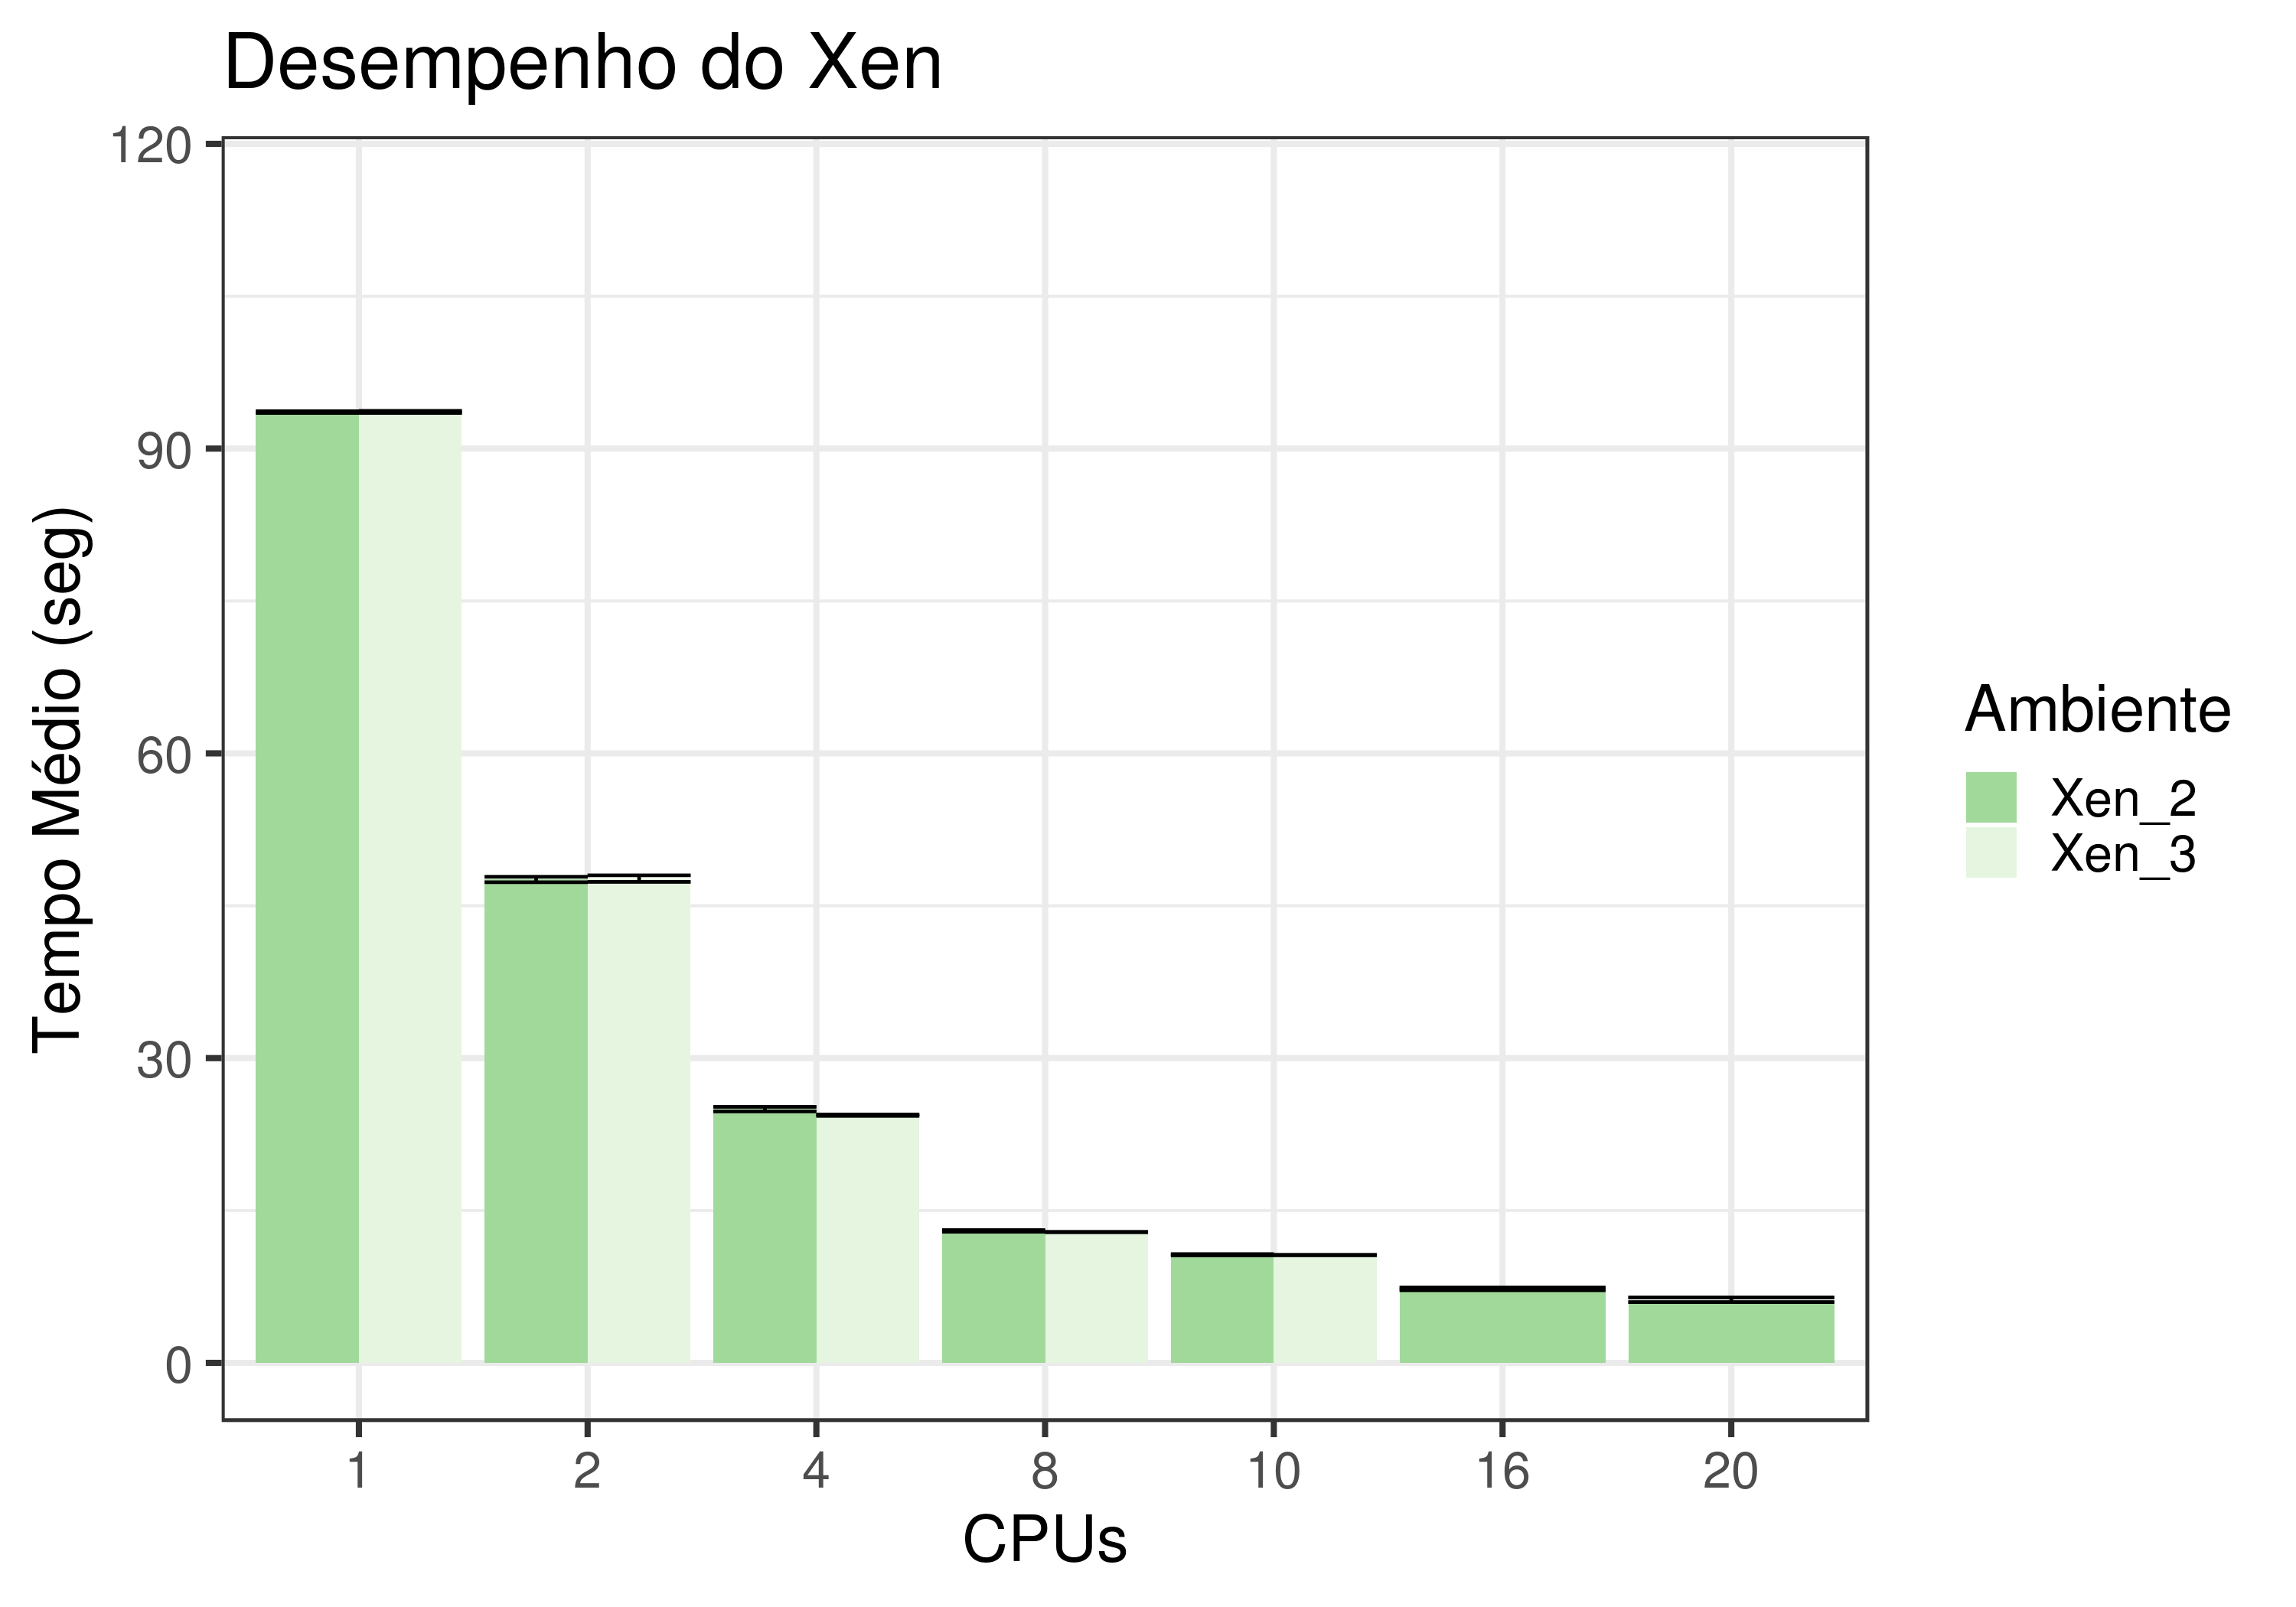 Desempenho do Xen
120
90
60
30
0
Tempo Médio (seg)
1 2 4 8 10 16 20
CPUs
Ambiente
Xen_2
Xen_3